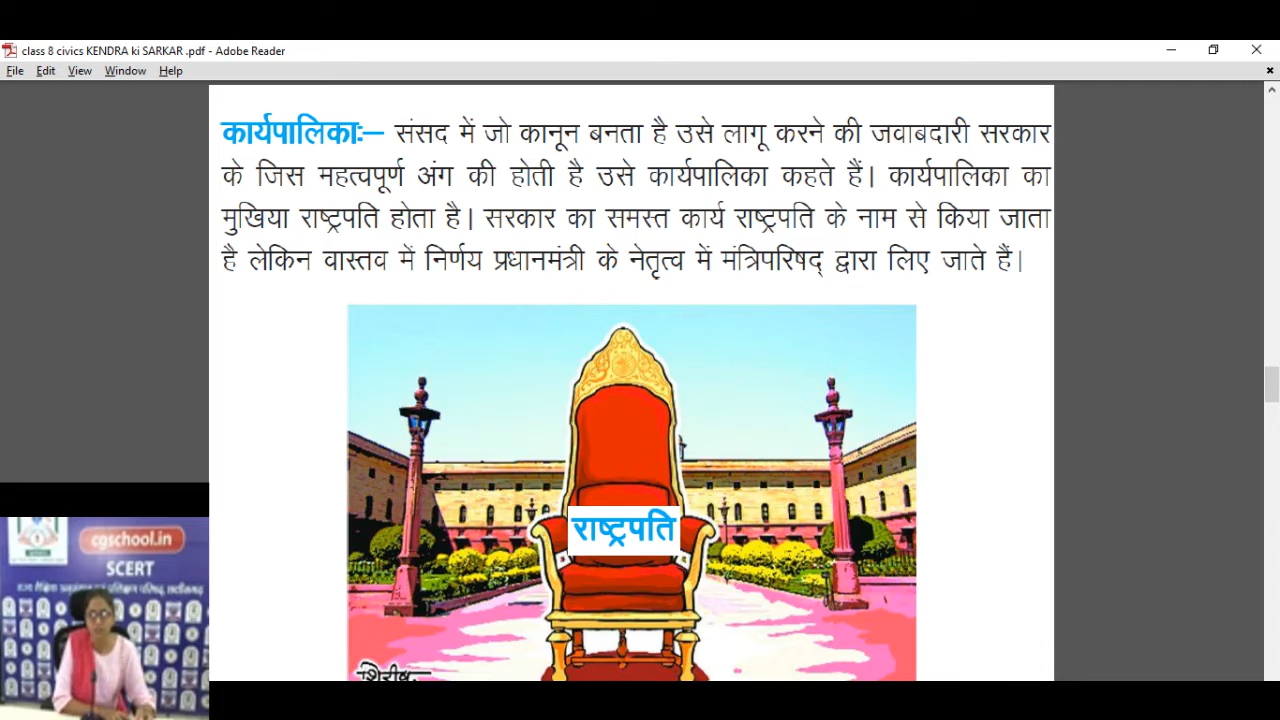 class 8 civics KENDRA ki SARKAR .pdf - Adobe Reader
File Edit View Window Help
कार्यपालिकाः– संसद में जो कानून बनता है उसे लागू करने की जवाबदारी सरकार
के जिस महत्वपूर्ण अंग की होती है उसे कार्यपालिका कहते हैं। कार्यपालिका का
मुखिया राष्ट्रपति होता है। सरकार का समस्त कार्य राष्ट्रपति के नाम से किया जाता
है लेकिन वास्तव में निर्णय प्रधानमंत्री के नेतृत्व में मंत्रिपरिषद् द्वारा लिए जाते हैं।
राष्ट्रपति
cgschool.in
SCERT